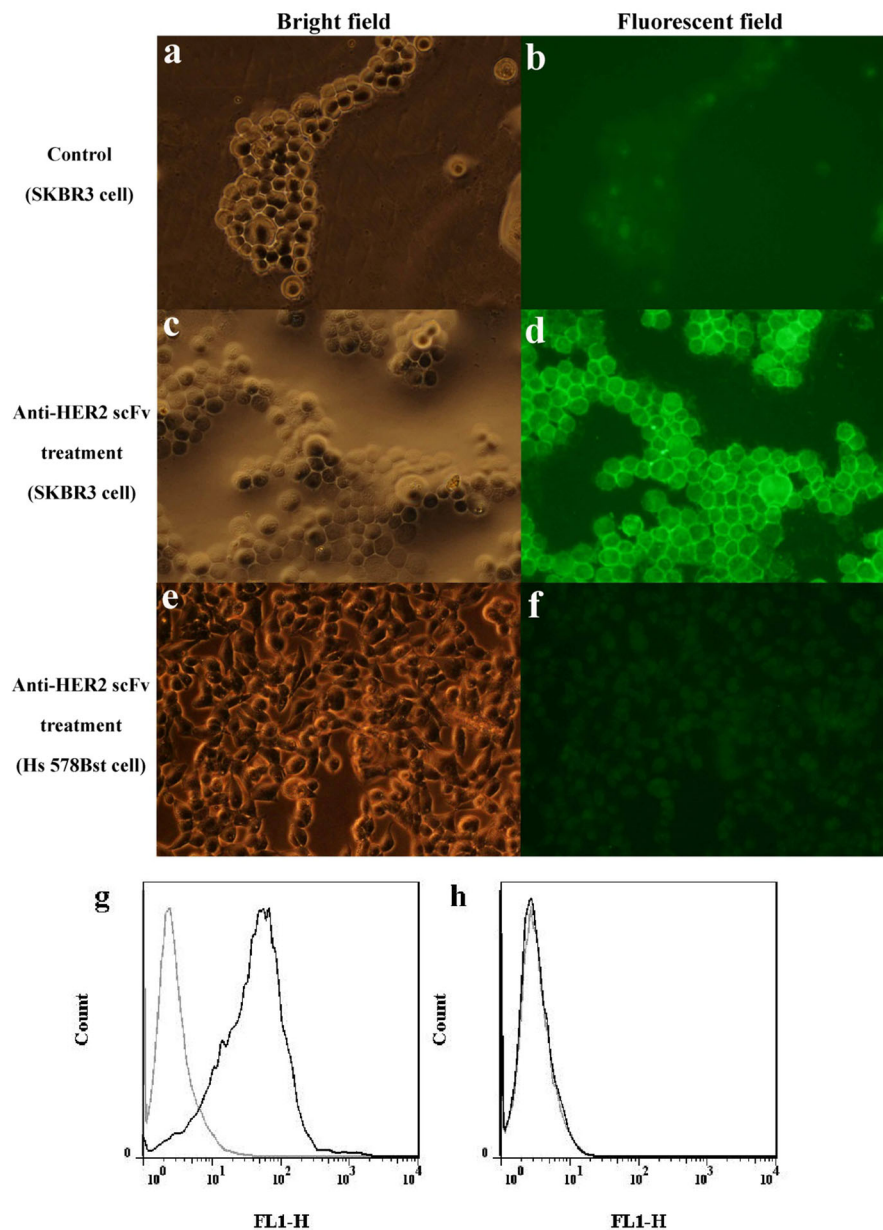 Bright field
Fluorescent field
a
b
Control
(SKBR3 cell)
c
d
Anti-HER2 scFv
treatment
(SKBR3 cell)
e
f
Anti-HER2 scFv
treatment
(Hs 578Bst cell)
g
h
Count
0
10⁰ 10¹ 10² 10³ 10⁴
FL1-H
Count
0
10⁰ 10¹ 10² 10³ 10⁴
FL1-H